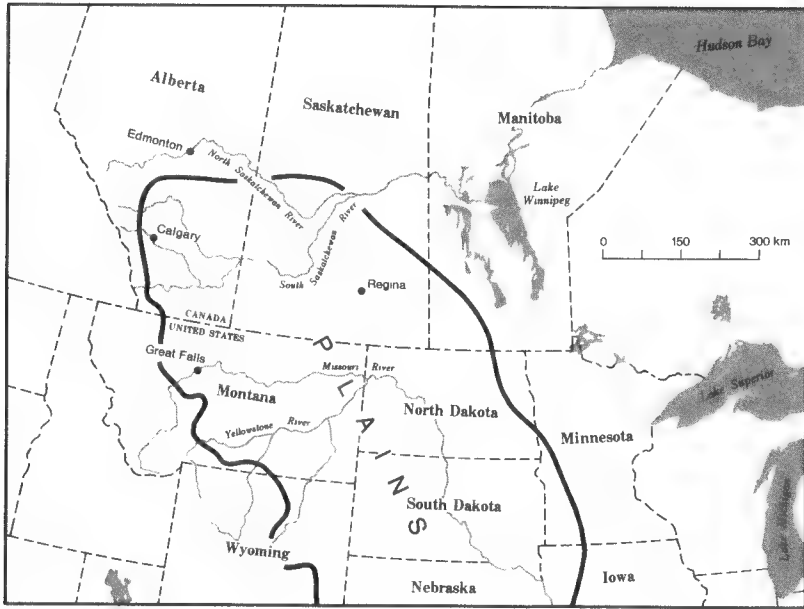 Hudson Bay
Alberta
Saskatchewan
Manitoba
Edmonton
North Saskatchewan River
Lake
Winnipeg
Calgary
South Saskatchewan River
0 150 300 km
Regina
CANADA
UNITED STATES
PLAINS
Great Falls
Missouri River
Montana
Lake Superior
North Dakota
Yellowstone River
Minnesota
South Dakota
Wyoming
Nebraska
Iowa